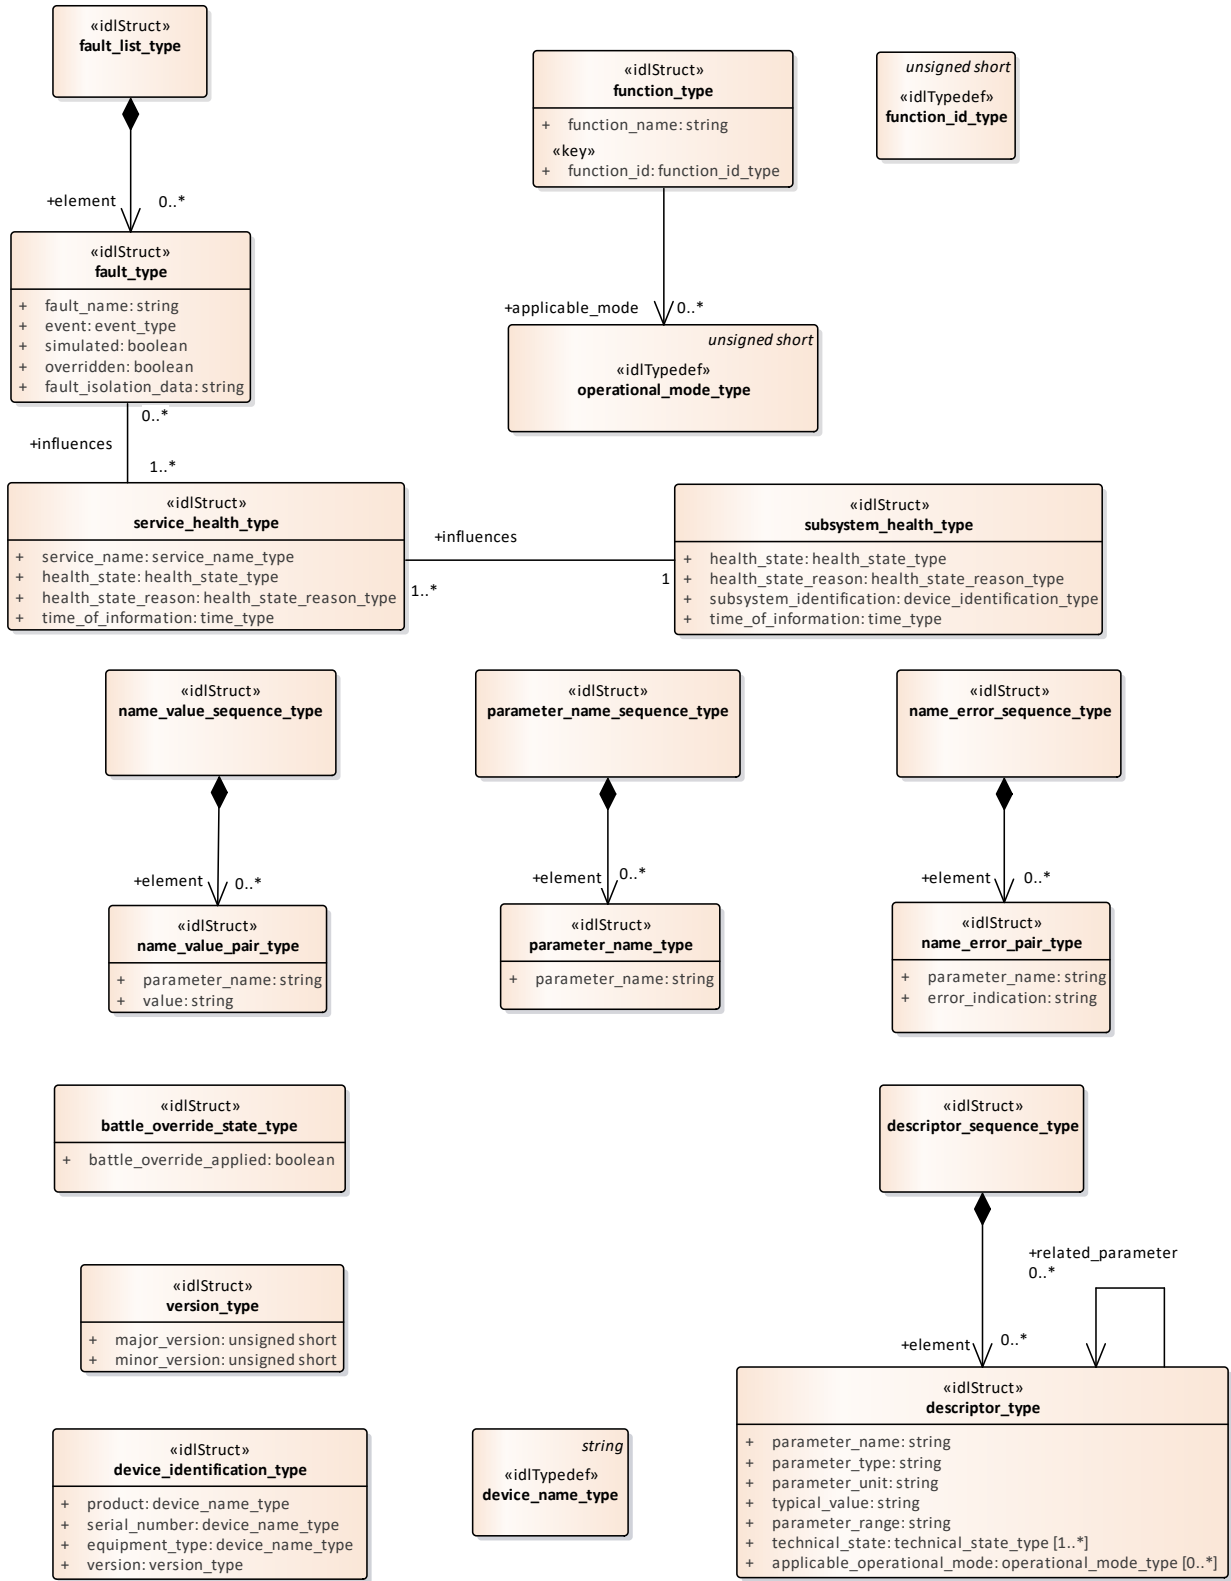 «idlStruct»
fault_list_type
+element
0..*
«idlStruct»
fault_type
+ fault_name: string
+ event: event_type
+ simulated: boolean
+ overridden: boolean
+ fault_isolation_data: string
«idlStruct»
function_type
+ function_name: string
«key»
+ function_id: function_id_type
unsigned short
«idlTypedef»
function_id_type
+applicable_mode
0..*
unsigned short
«idlTypedef»
operational_mode_type
0..*
+influences
1..*
«idlStruct»
service_health_type
+ service_name: service_name_type
+ health_state: health_state_type
+ health_state_reason: health_state_reason_type
+ time_of_information: time_type
+influences
1..*
1
«idlStruct»
subsystem_health_type
+ health_state: health_state_type
+ health_state_reason: health_state_reason_type
+ subsystem_identification: device_identification_type
+ time_of_information: time_type
«idlStruct»
name_value_sequence_type
+element
0..*
«idlStruct»
name_value_pair_type
+ parameter_name: string
+ value: string
«idlStruct»
parameter_name_sequence_type
+element
0..*
«idlStruct»
parameter_name_type
+ parameter_name: string
«idlStruct»
name_error_sequence_type
+element
0..*
«idlStruct»
name_error_pair_type
+ parameter_name: string
+ error_indication: string
«idlStruct»
battle_override_state_type
+ battle_override_applied: boolean
«idlStruct»
descriptor_sequence_type
+related_parameter
0..*
+element
0..*
«idlStruct»
version_type
+ major_version: unsigned short
+ minor_version: unsigned short
«idlStruct»
descriptor_type
+ parameter_name: string
+ parameter_type: string
+ parameter_unit: string
+ typical_value: string
+ parameter_range: string
+ technical_state: technical_state_type [1..*]
+ applicable_operational_mode: operational_mode_type [0..*]
«idlStruct»
device_identification_type
+ product: device_name_type
+ serial_number: device_name_type
+ equipment_type: device_name_type
+ version: version_type
string
«idlTypedef»
device_name_type